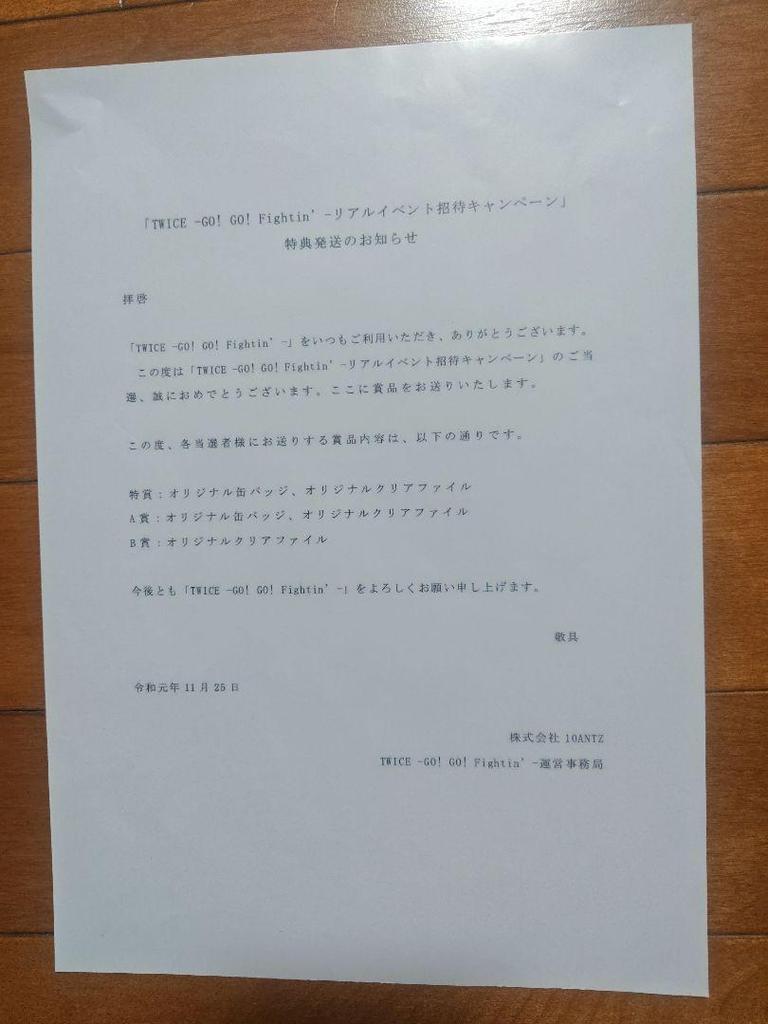 「TWICE -GO! GO! Fightin’-リアルイベント招待キャンペーン」
特典発送のお知らせ
拝啓
「TWICE -GO! GO! Fightin’-」をいつもご利用いただき、ありがとうございます。
この度は「TWICE -GO! GO! Fightin’-リアルイベント招待キャンペーン」のご当
選、誠におめでとうございます。ここに賞品をお送りいたします。
この度、各当選者様にお送りする賞品内容は、以下の通りです。
特賞：オリジナル缶バッジ、オリジナルクリアファイル
A賞：オリジナル缶バッジ、オリジナルクリアファイル
B賞：オリジナルクリアファイル
今後とも「TWICE -GO! GO! Fightin’-」をよろしくお願い申し上げます。
敬具
令和元年 11 月 25 日
株式会社 10ANTZ
TWICE -GO! GO! Fightin’-運営事務局